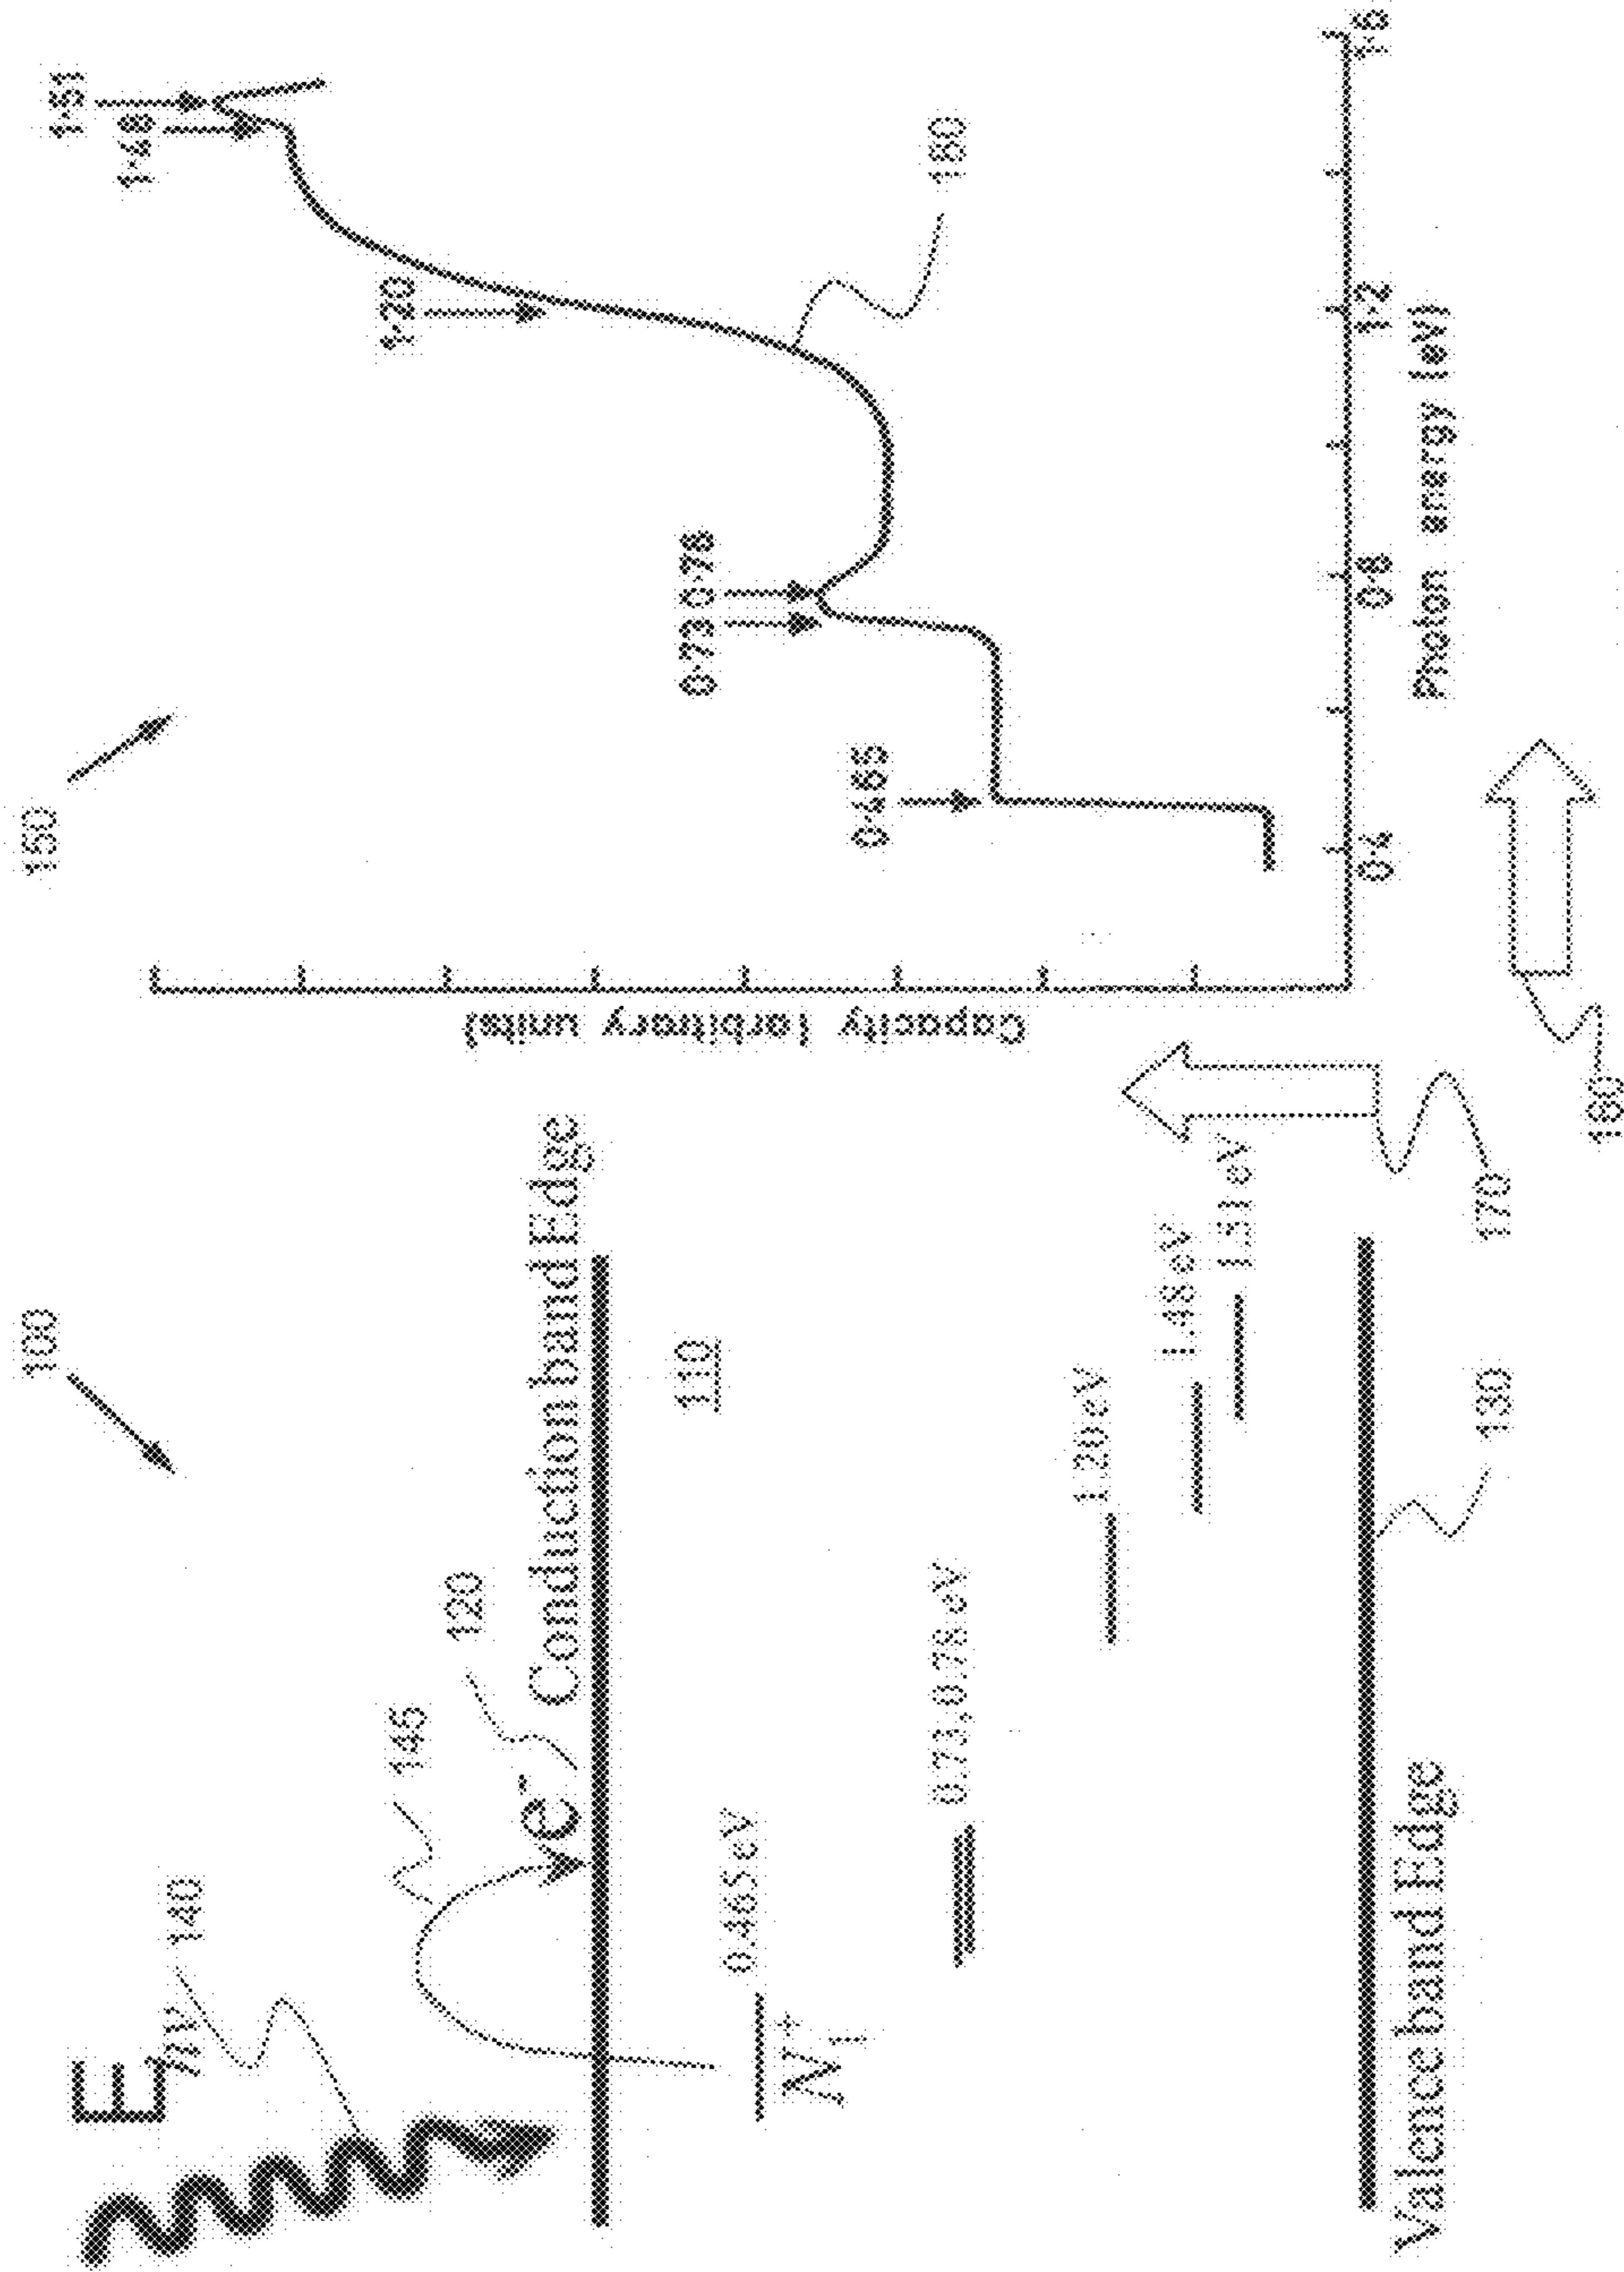 100
E
mν
140
145
120
e⁻
Conduction band Edge
110
0.465eV
N₁⁺
0.73,0.78 eV
1.20 eV
1.48 eV
1.51 eV
130
Valence band Edge
150
1·51
1·48
1·20
0·73 0·78
0·465
160
Capacity (arbitrary units)
0·4
0·8
1·2
1·6
Photon energy (eV)
170
180